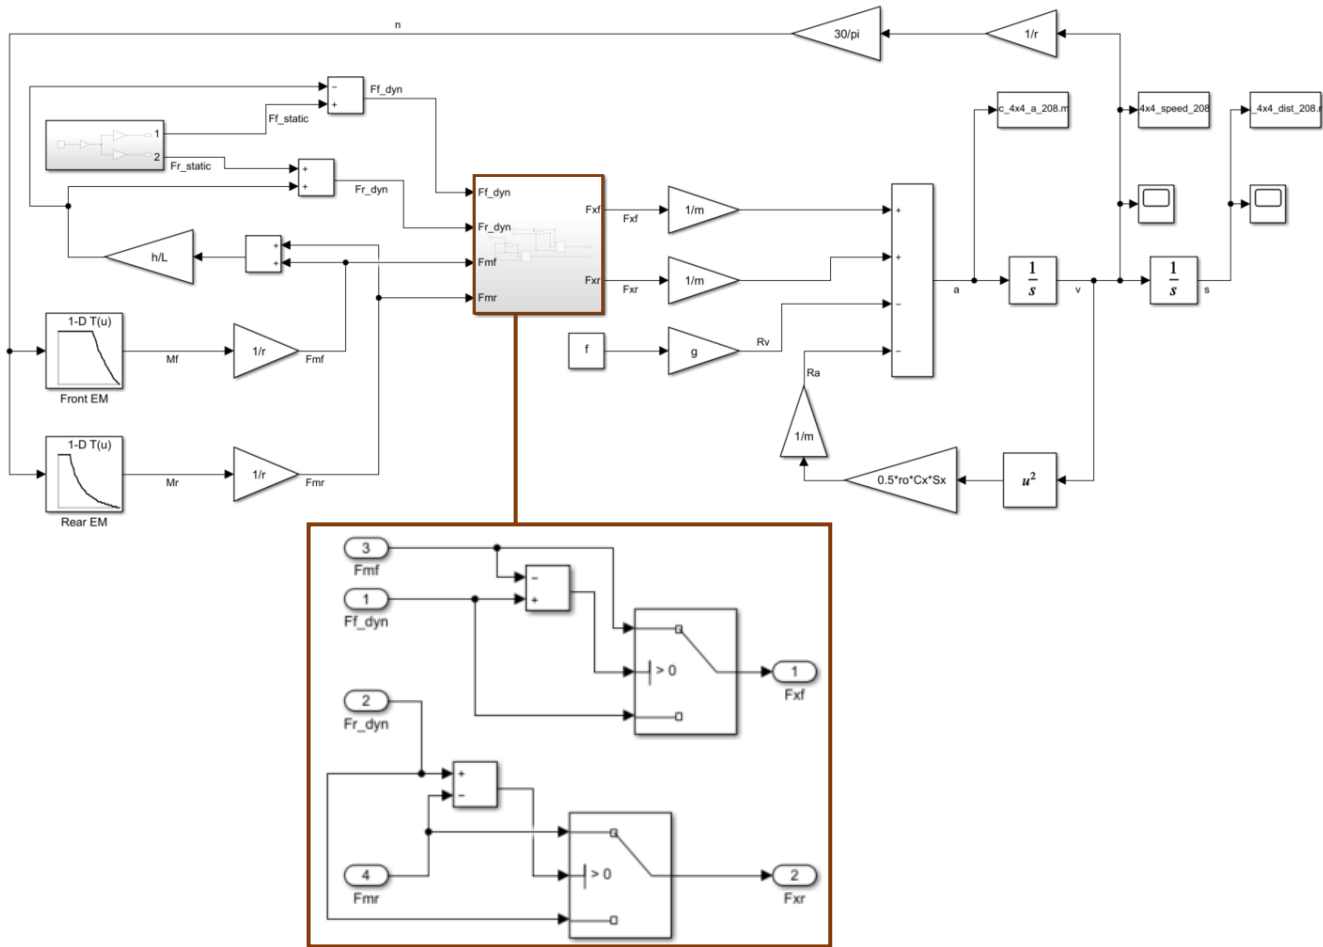 n
30/pi
1/r
−
+
Ff_dyn
Ff_static
c_4x4_a_208.m
4x4_speed_208
_4x4_dist_208.r
1
2
Fr_static
+
+
Fr_dyn
Ff_dyn
Fr_dyn
Fmf
Fmr
Fxf
Fxr
Fxf
Fxr
1/m
1/m
+
+
−
−
h/L
+
+
a
1
s
v
1
s
s
1-D T(u)
Mf
Front EM
1/r
Fmf
f
g
Rv
Ra
1/m
1-D T(u)
Mr
Rear EM
1/r
Fmr
0.5*ro*Cx*Sx
u²
3
Fmf
−
+
1
Ff_dyn
> 0
1
Fxf
2
Fr_dyn
+
−
> 0
4
Fmr
2
Fxr